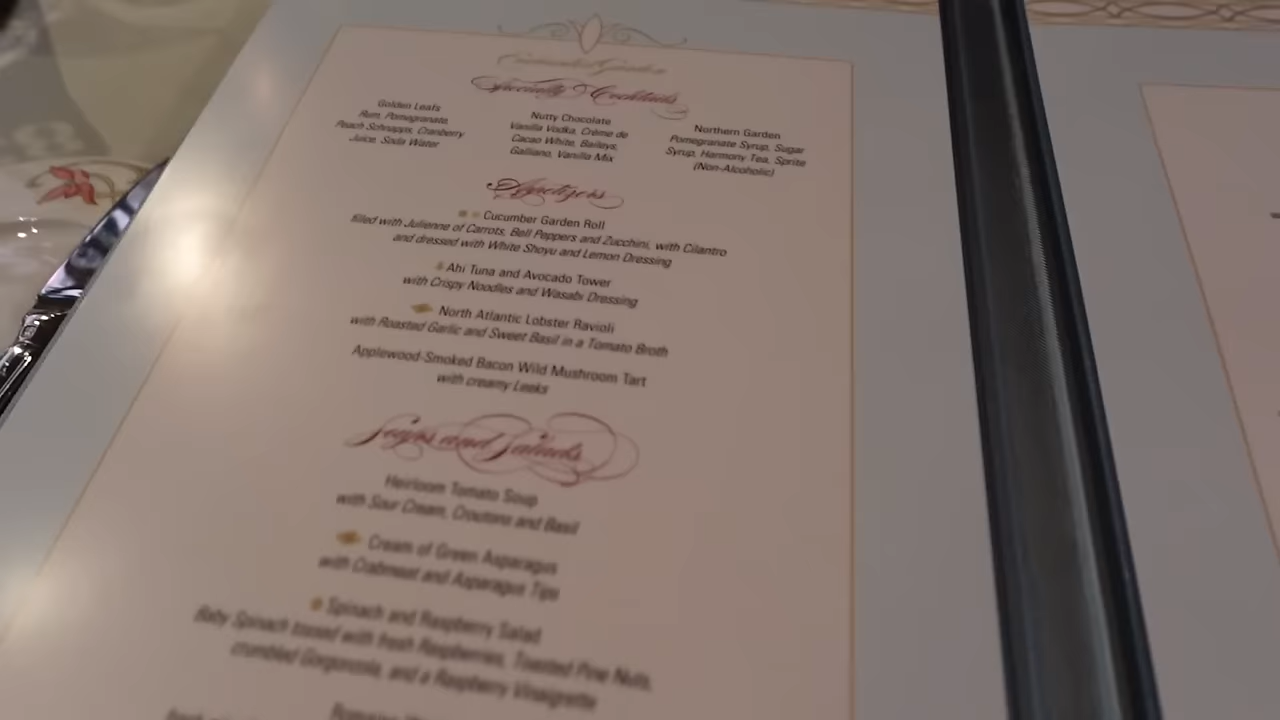 Enchanted Garden
Specialty Cocktails
Golden Leafs
Rum, Pomegranate,
Peach Schnapps, Cranberry
Juice, Soda Water
Nutty Chocolate
Vanilla Vodka, Crème de
Cacao White, Baileys,
Galliano, Vanilla Mix
Northern Garden
Pomegranate Syrup, Sugar
Syrup, Harmony Tea, Sprite
(Non-Alcoholic)
Appetizers
Cucumber Garden Roll
filled with Julienne of Carrots, Bell Peppers and Zucchini, with Cilantro
and dressed with White Shoyu and Lemon Dressing
Ahi Tuna and Avocado Tower
with Crispy Noodles and Wasabi Dressing
North Atlantic Lobster Ravioli
with Roasted Garlic and Sweet Basil in a Tomato Broth
Applewood-Smoked Bacon Wild Mushroom Tart
with creamy Leeks
Soups and Salads
Heirloom Tomato Soup
with Sour Cream, Croutons and Basil
Cream of Green Asparagus
with Crabmeat and Asparagus Tips
Spinach and Raspberry Salad
Baby Spinach tossed with fresh Raspberries, Toasted Pine Nuts,
crumbled Gorgonzola, and a Raspberry Vinaigrette
Romaine